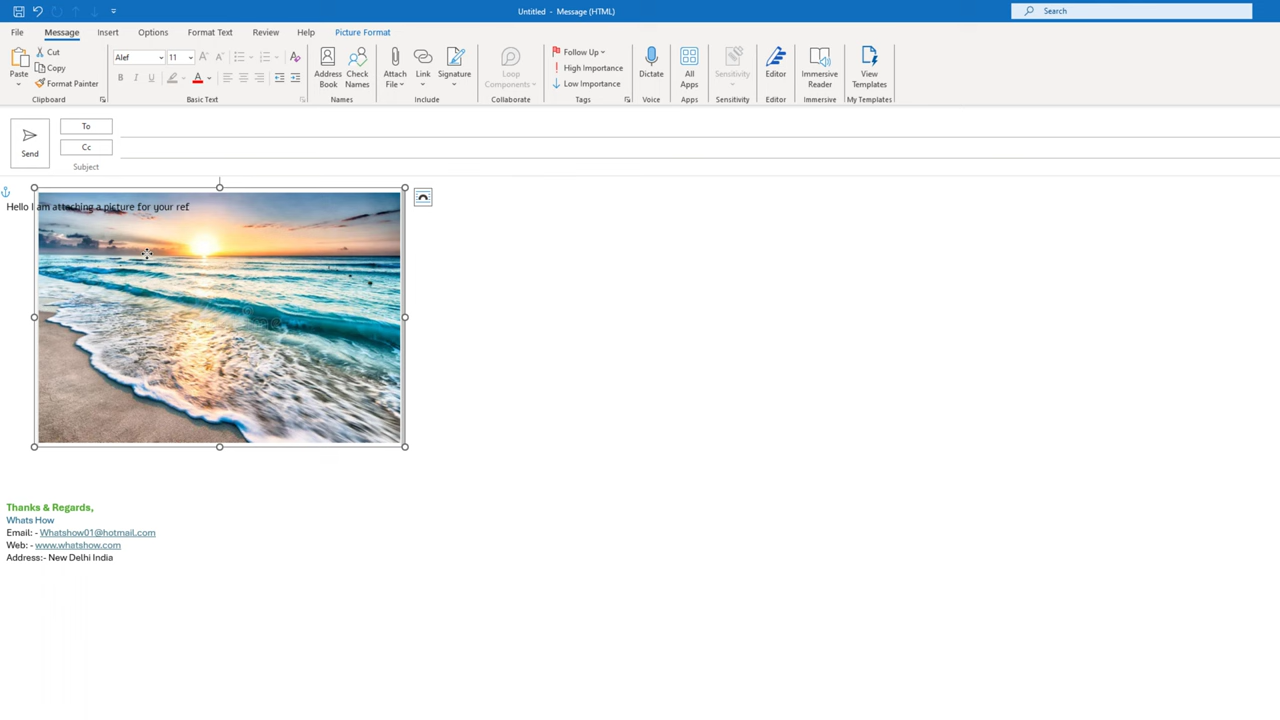 Untitled - Message (HTML)
Search
File Message Insert Options Format Text Review Help Picture Format
Paste
Cut
Copy
Format Painter
Clipboard
Alef 11
B I U
A
Basic Text
Address Book
Check Names
Names
Attach File
Link
Signature
Include
Loop Components
Collaborate
Follow Up
High Importance
Low Importance
Tags
Dictate
Voice
All Apps
Apps
Sensitivity
Sensitivity
Editor
Editor
Immersive Reader
Immersive
View Templates
My Templates
Send
To
Cc
Subject
Hello I am attaching a picture for your ref
Thanks & Regards,
Whats How
Email: - Whatshow01@hotmail.com
Web: - www.whatshow.com
Address:- New Delhi India